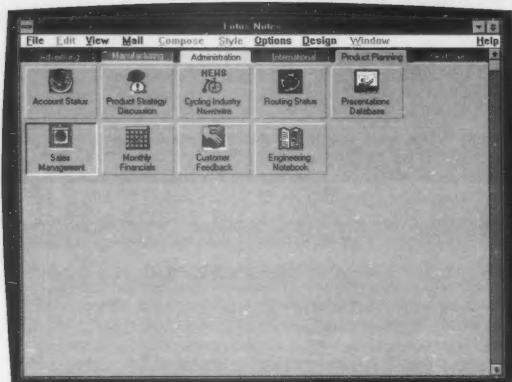 Lotus Notes
File Edit View Mail Compose Style Options Design Window Help
Advertising Manufacturing Administration International Product Planning
NEWS
Account Status Product Strategy Discussion Cycling Industry Newswire Routing Status Presentations Database
Sales Management Monthly Financials Customer Feedback Engineering Notebook